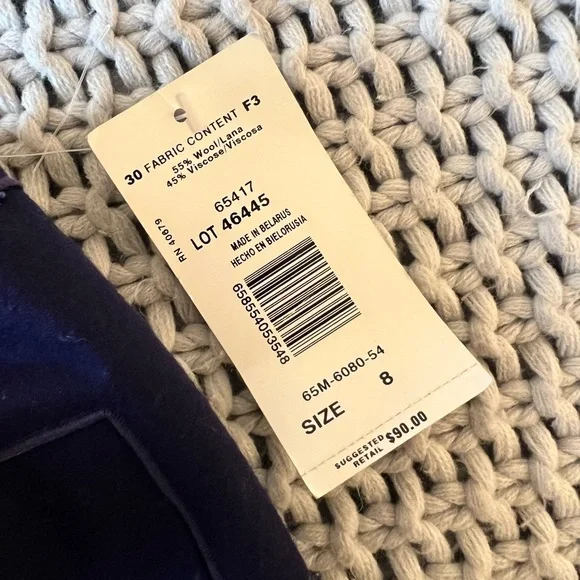 30 FABRIC CONTENT F3
55% Wool/Lana
45% Viscose/Viscosa
65417
RN 40679
LOT 46445
MADE IN BELARUS
HECHO EN BIELORUSIA
658554053548
65M-6080-54
SIZE 8
SUGGESTED RETAIL $90.00